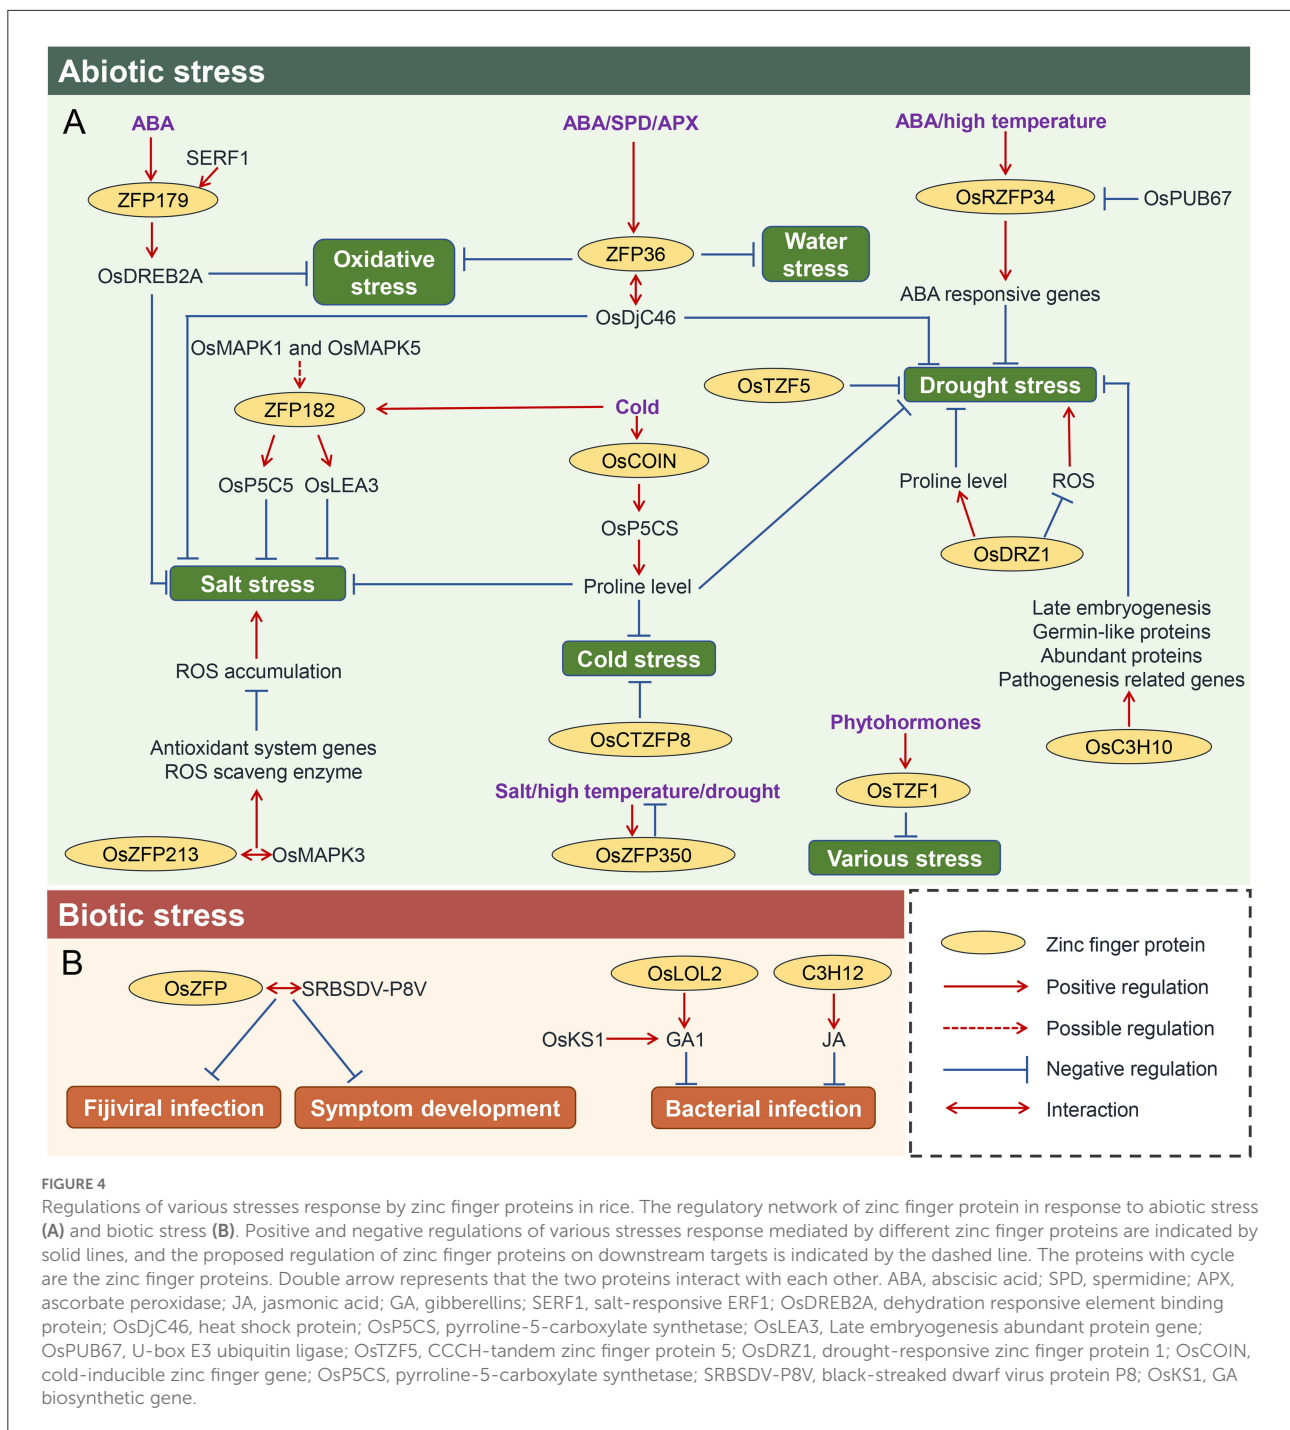 Abiotic stress
A
ABA
ABA/SPD/APX
ABA/high temperature
SERF1
ZFP179
OsRZFP34
OsPUB67
Oxidative
stress
ZFP36
Water
stress
OsDREB2A
ABA responsive genes
OsDjC46
OsMAPK1 and OsMAPK5
OsTZF5
Drought stress
ZFP182
Cold
OsCOIN
OsP5C5
OsLEA3
Proline level
ROS
OsP5CS
OsDRZ1
Salt stress
Proline level
Late embryogenesis
Germin-like proteins
Abundant proteins
Pathogenesis related genes
Cold stress
ROS accumulation
Phytohormones
OsCTZFP8
OsC3H10
Antioxidant system genes
ROS scaveng enzyme
Salt/high temperature/drought
OsTZF1
OsZFP213
OsMAPK3
OsZFP350
Various stress
Biotic stress
B
OsZFP
SRBSDV-P8V
OsLOL2
C3H12
OsKS1
GA1
JA
Fijiviral infection
Symptom development
Bacterial infection
Zinc finger protein
Positive regulation
Possible regulation
Negative regulation
Interaction
FIGURE 4
Regulations of various stresses response by zinc finger proteins in rice. The regulatory network of zinc finger protein in response to abiotic stress
(A) and biotic stress (B). Positive and negative regulations of various stresses response mediated by different zinc finger proteins are indicated by
solid lines, and the proposed regulation of zinc finger proteins on downstream targets is indicated by the dashed line. The proteins with cycle
are the zinc finger proteins. Double arrow represents that the two proteins interact with each other. ABA, abscisic acid; SPD, spermidine; APX,
ascorbate peroxidase; JA, jasmonic acid; GA, gibberellins; SERF1, salt-responsive ERF1; OsDREB2A, dehydration responsive element binding
protein; OsDjC46, heat shock protein; OsP5CS, pyrroline-5-carboxylate synthetase; OsLEA3, Late embryogenesis abundant protein gene;
OsPUB67, U-box E3 ubiquitin ligase; OsTZF5, CCCH-tandem zinc finger protein 5; OsDRZ1, drought-responsive zinc finger protein 1; OsCOIN,
cold-inducible zinc finger gene; OsP5CS, pyrroline-5-carboxylate synthetase; SRBSDV-P8V, black-streaked dwarf virus protein P8; OsKS1, GA
biosynthetic gene.